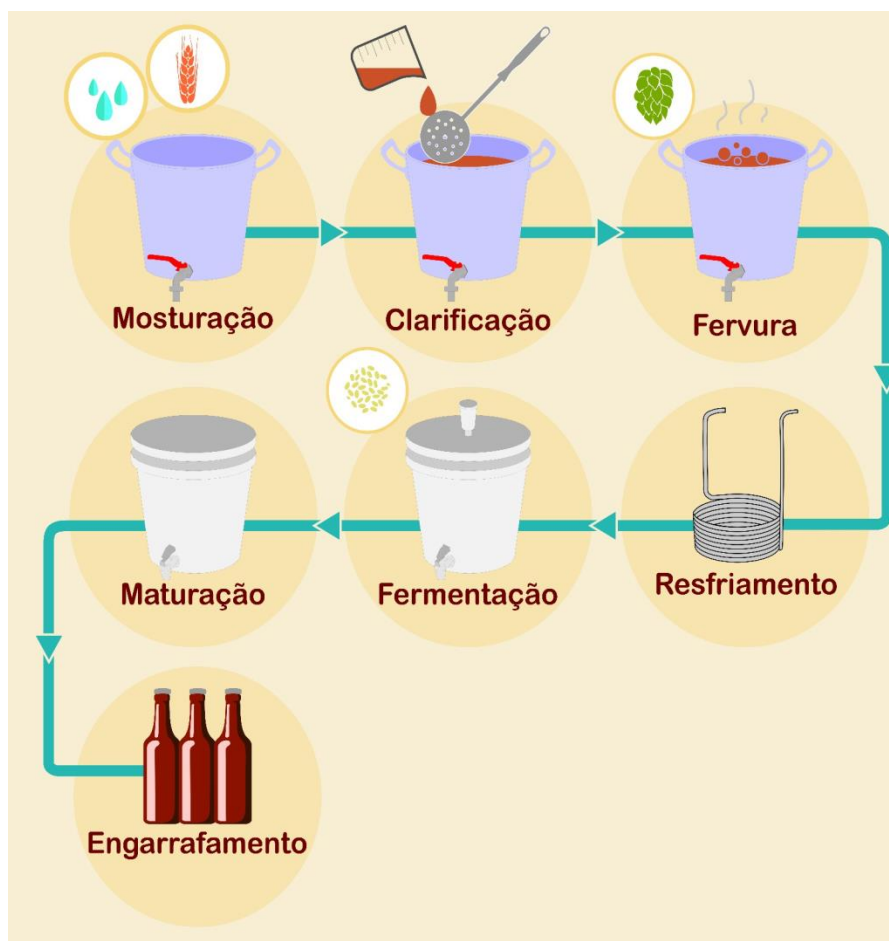 Mosturação
Clarificação
Fervura
Resfriamento
Fermentação
Maturação
Engarrafamento